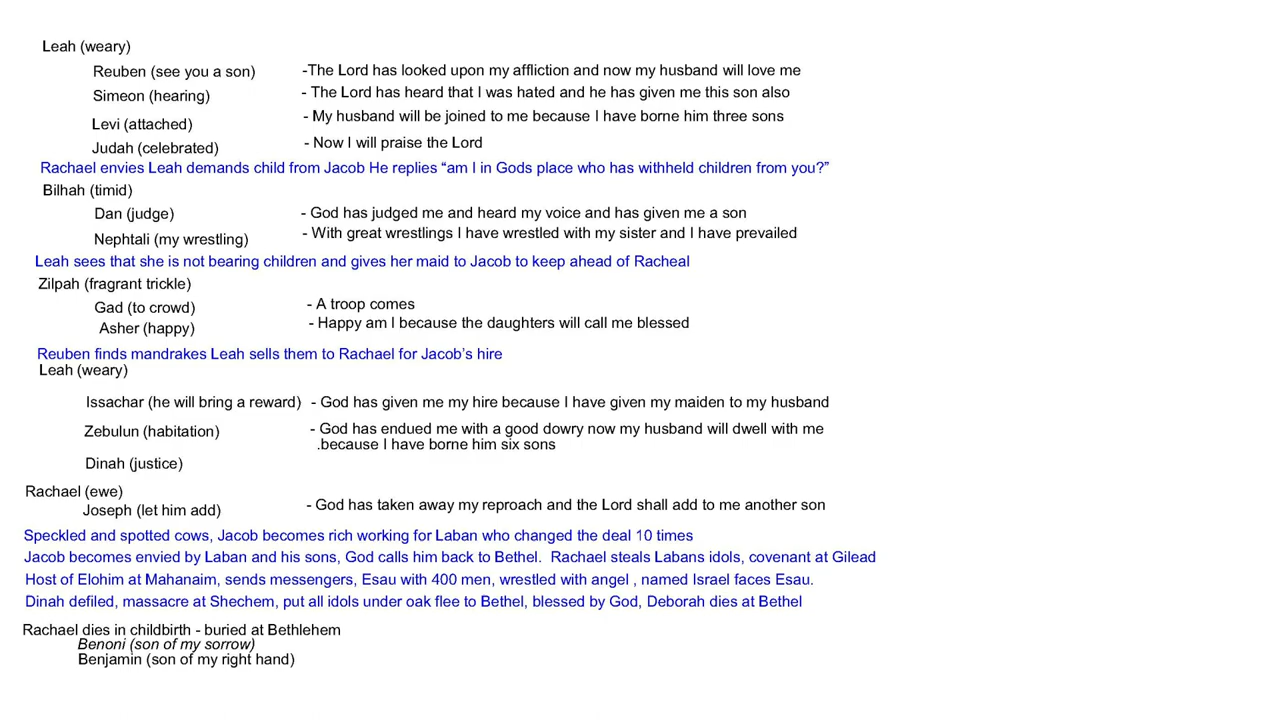 Leah (weary)
Reuben (see you a son) -The Lord has looked upon my affliction and now my husband will love me
Simeon (hearing) - The Lord has heard that I was hated and he has given me this son also
Levi (attached) - My husband will be joined to me because I have borne him three sons
Judah (celebrated) - Now I will praise the Lord
Rachael envies Leah demands child from Jacob He replies “am I in Gods place who has withheld children from you?”
Bilhah (timid)
Dan (judge) - God has judged me and heard my voice and has given me a son
Nephtali (my wrestling) - With great wrestlings I have wrestled with my sister and I have prevailed
Leah sees that she is not bearing children and gives her maid to Jacob to keep ahead of Racheal
Zilpah (fragrant trickle)
Gad (to crowd) - A troop comes
Asher (happy) - Happy am I because the daughters will call me blessed
Reuben finds mandrakes Leah sells them to Rachael for Jacob’s hire
Leah (weary)
Issachar (he will bring a reward) - God has given me my hire because I have given my maiden to my husband
Zebulun (habitation) - God has endued me with a good dowry now my husband will dwell with me
.because I have borne him six sons
Dinah (justice)
Rachael (ewe)
Joseph (let him add) - God has taken away my reproach and the Lord shall add to me another son
Speckled and spotted cows, Jacob becomes rich working for Laban who changed the deal 10 times
Jacob becomes envied by Laban and his sons, God calls him back to Bethel. Rachael steals Labans idols, covenant at Gilead
Host of Elohim at Mahanaim, sends messengers, Esau with 400 men, wrestled with angel , named Israel faces Esau.
Dinah defiled, massacre at Shechem, put all idols under oak flee to Bethel, blessed by God, Deborah dies at Bethel
Rachael dies in childbirth - buried at Bethlehem
Benoni (son of my sorrow)
Benjamin (son of my right hand)